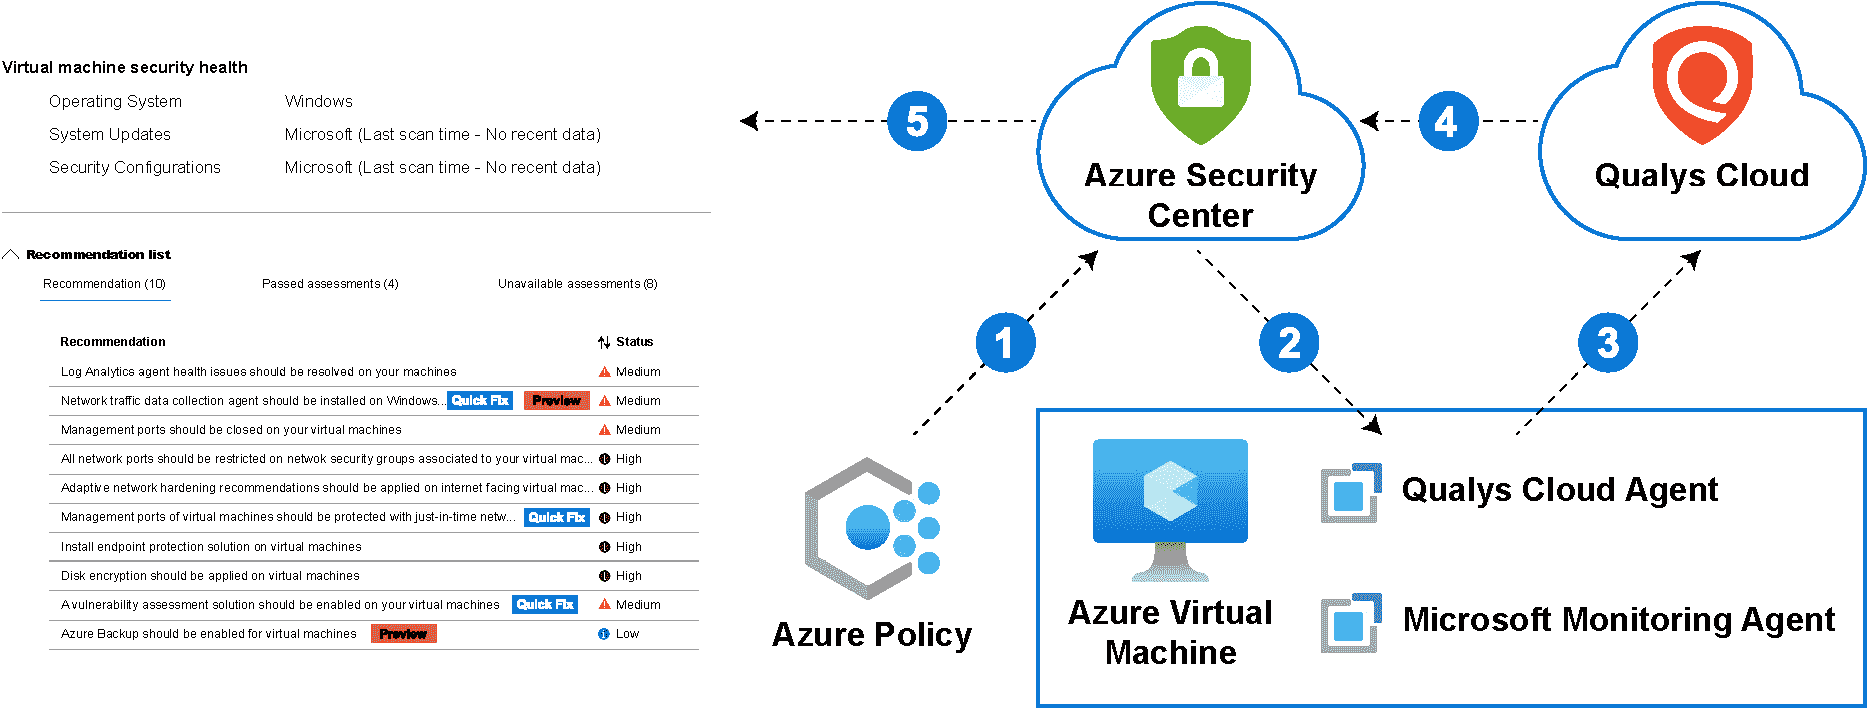 Virtual machine security health
Operating System Windows
System Updates Microsoft (Last scan time - No recent data)
Security Configurations Microsoft (Last scan time - No recent data)
Recommendation list
Recommendation (10) Passed assessments (4) Unavailable assessments (8)
Recommendation Status
Log Analytics agent health issues should be resolved on your machines Medium
Network traffic data collection agent should be installed on Windows... Quick Fix Preview Medium
Management ports should be closed on your virtual machines Medium
All network ports should be restricted on netwok security groups associated to your virtual mac... High
Adaptive network hardening recommendations should be applied on internet facing virtual mac... High
Management ports of virtual machines should be protected with just-in-time netw... Quick Fix High
Install endpoint protection solution on virtual machines High
Disk encryption should be applied on virtual machines High
A vulnerability assessment solution should be enabled on your virtual machines Quick Fix Medium
Azure Backup should be enabled for virtual machines Preview Low
5
Azure Security
Center
4
Qualys Cloud
1
2
3
Azure Policy
Azure Virtual
Machine
Qualys Cloud Agent
Microsoft Monitoring Agent